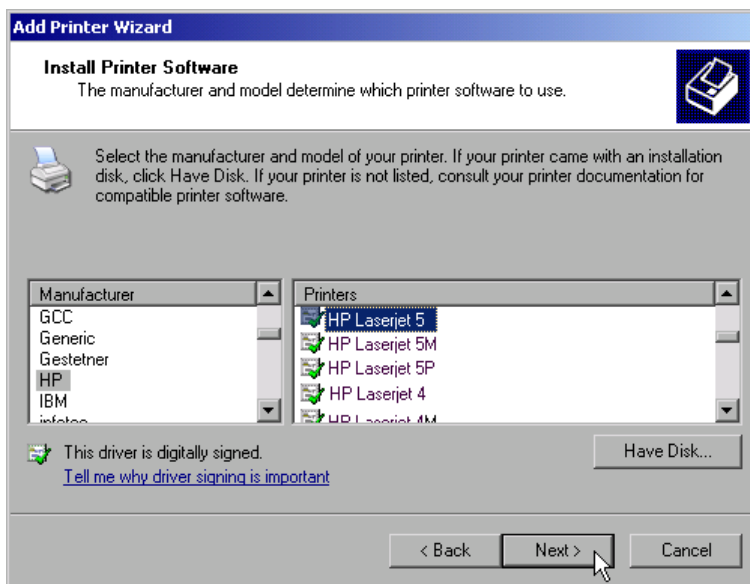 Add Printer Wizard
Install Printer Software
The manufacturer and model determine which printer software to use.
Select the manufacturer and model of your printer. If your printer came with an installation
disk, click Have Disk. If your printer is not listed, consult your printer documentation for
compatible printer software.
Manufacturer
GCC
Generic
Gestetner
HP
IBM
infotec
Printers
HP Laserjet 5
HP Laserjet 5M
HP Laserjet 5P
HP Laserjet 4
HP Laserjet 4M
This driver is digitally signed.
Tell me why driver signing is important
Have Disk...
< Back
Next >
Cancel